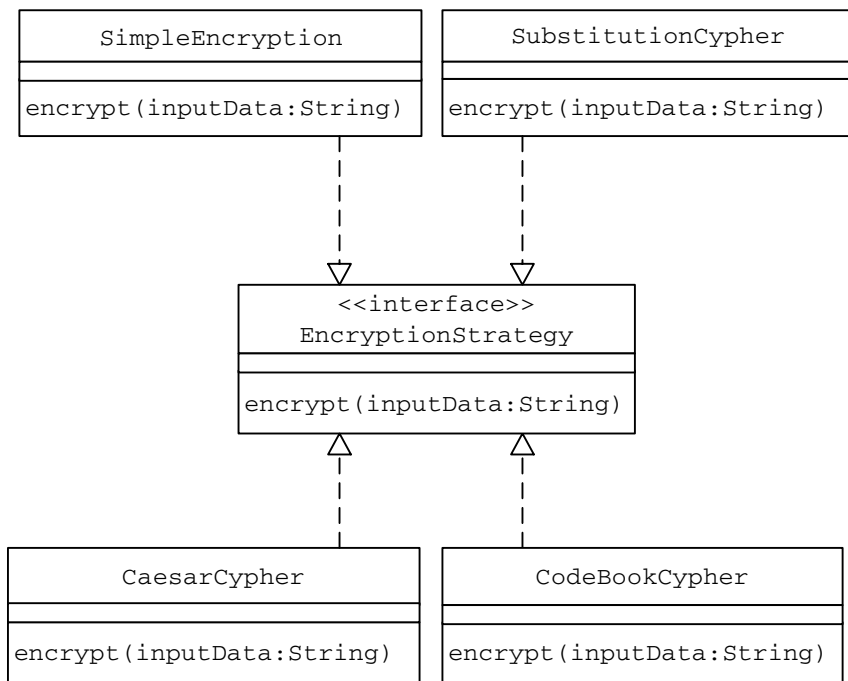 SimpleEncryption
encrypt(inputData:String)
SubstitutionCypher
encrypt(inputData:String)
<<interface>>
EncryptionStrategy
encrypt(inputData:String)
CaesarCypher
encrypt(inputData:String)
CodeBookCypher
encrypt(inputData:String)